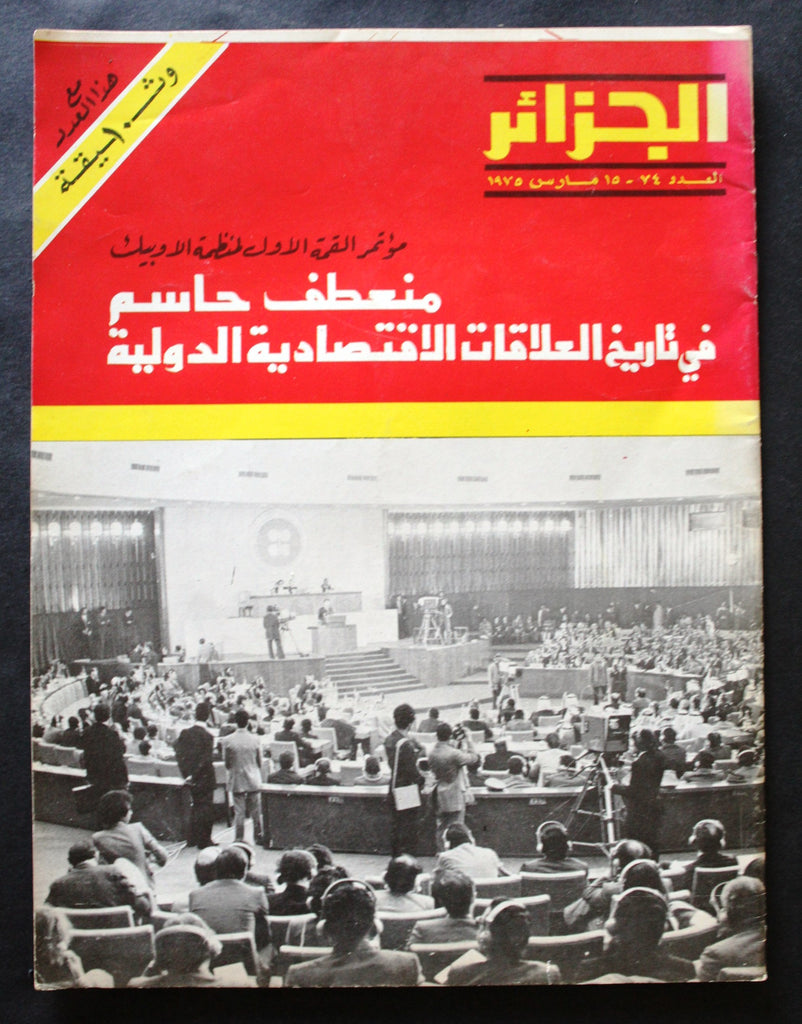 الجزائر
العدد ٧٤ - ١٥ مارس ١٩٧٥
مع
هذا العدد
وثيقة
مؤتمر القمة الاول لمنظمة الاوبيك
منعطف حاسم
في تاريخ العلاقات الاقتصادية الدولية